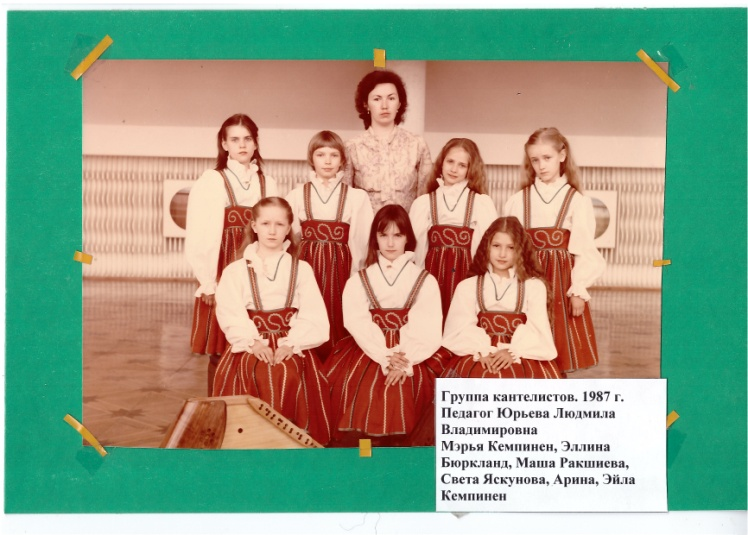 Группа кантелистов. 1987 г.
Педагог Юрьева Людмила
Владимировна
Мэрья Кемпинен, Эллина
Бюркланд, Маша Ракшиева,
Света Яскунова, Арина, Эйла
Кемпинен